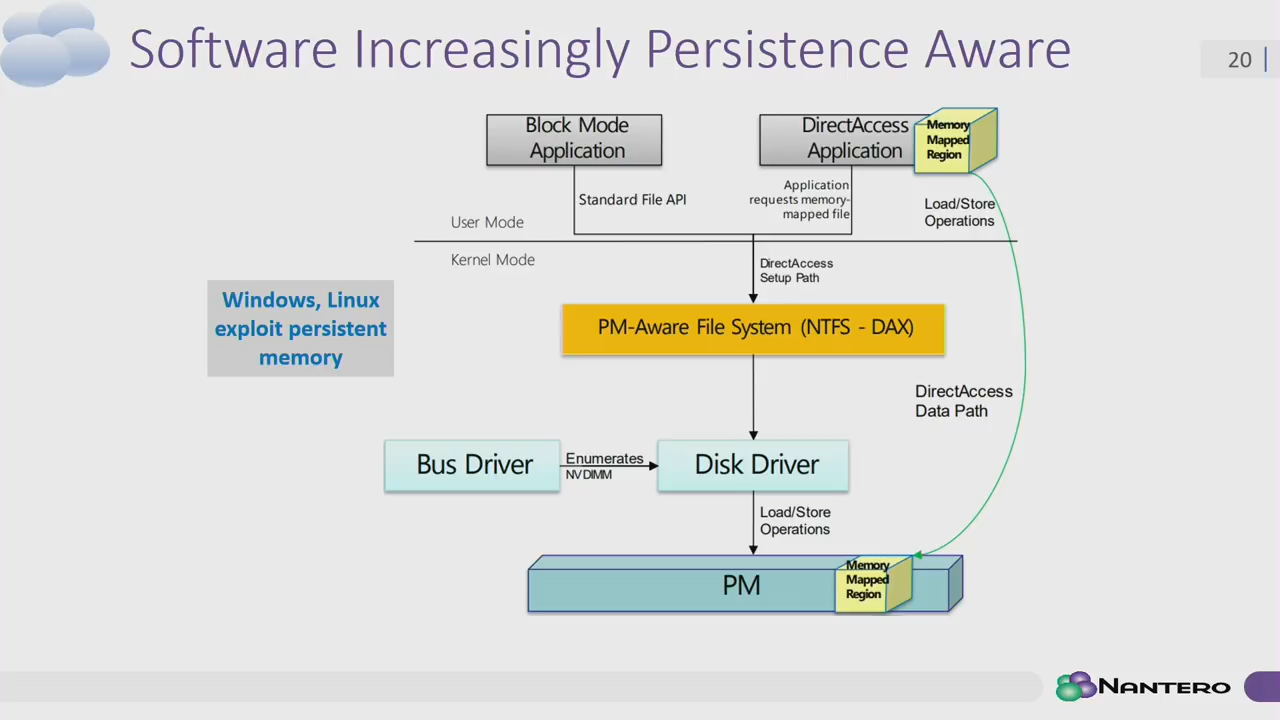 Software Increasingly Persistence Aware
20
Block Mode
Application
DirectAccess
Application
Memory
Mapped
Region
Standard File API
Application
requests memory-
mapped file
Load/Store
Operations
User Mode
Kernel Mode
DirectAccess
Setup Path
Windows, Linux
exploit persistent
memory
PM-Aware File System (NTFS - DAX)
DirectAccess
Data Path
Bus Driver
Enumerates
NVDIMM
Disk Driver
Load/Store
Operations
PM
Memory
Mapped
Region
NANTERO